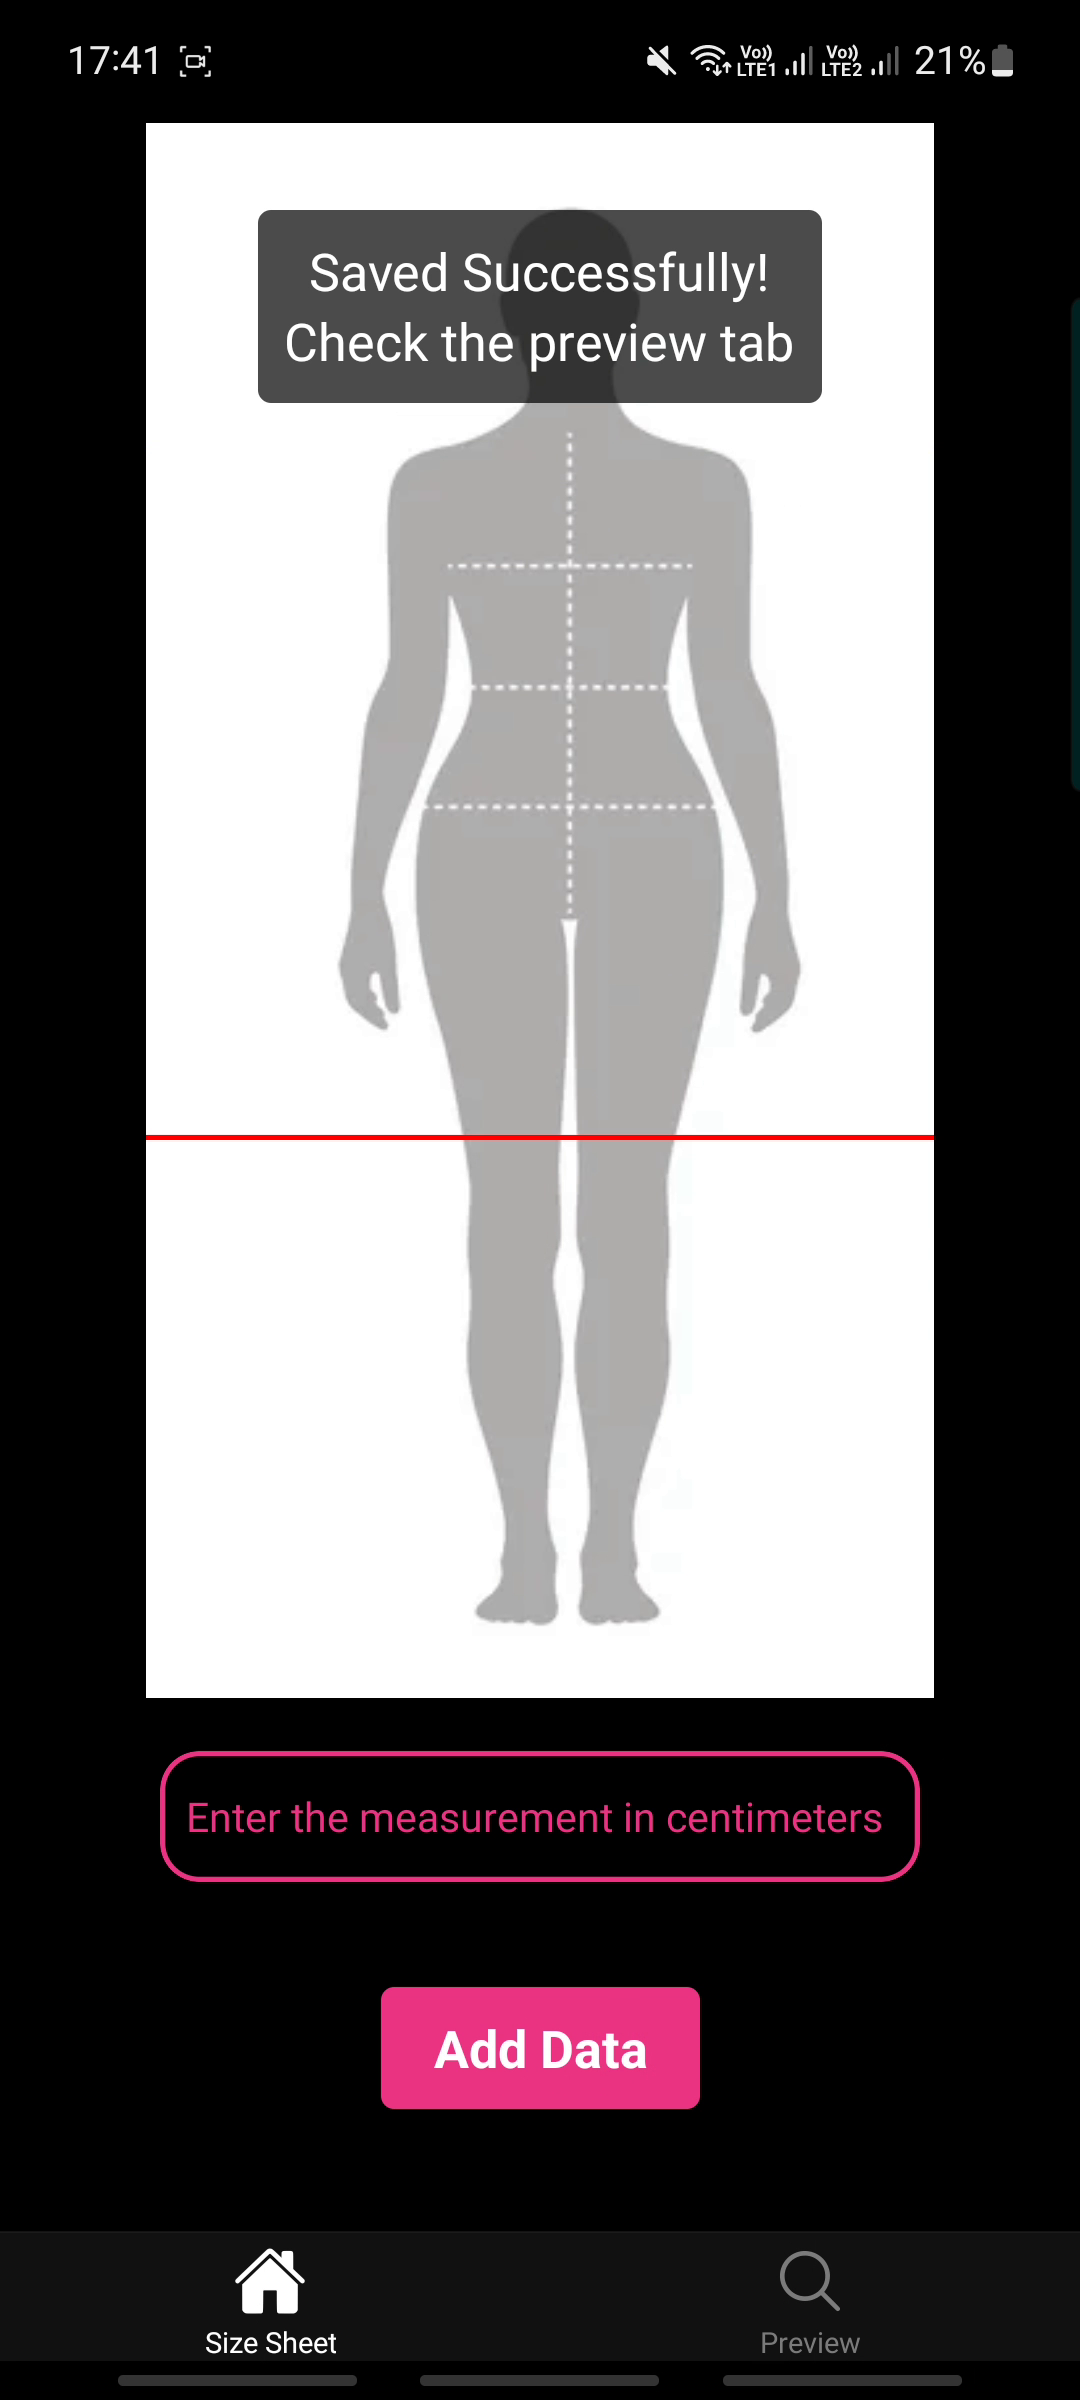 17:41
Vo)) LTE1 Vo)) LTE2 21%
Saved Successfully!
Check the preview tab
Enter the measurement in centimeters
Add Data
Size Sheet
Preview